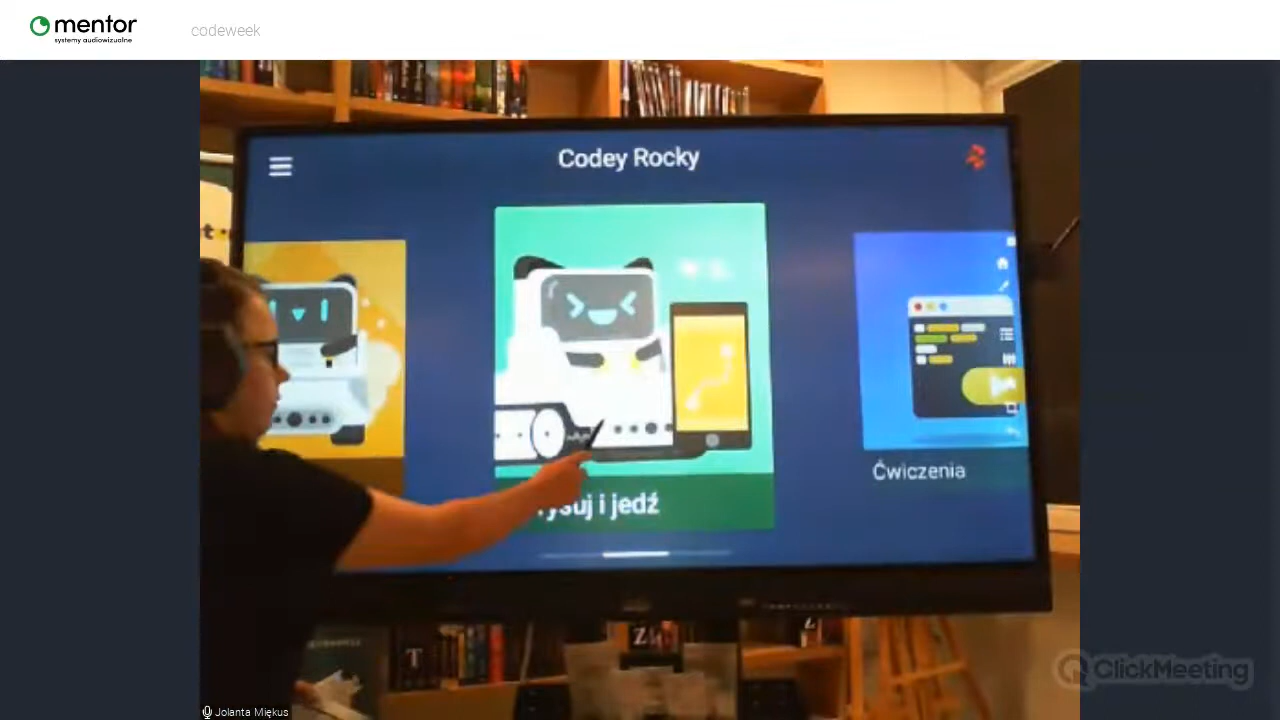 mentor
systemy audiowizualne
codeweek
Codey Rocky
ysuj i jedź
Ćwiczenia
T
ClickMeeting
Jolanta Miękus